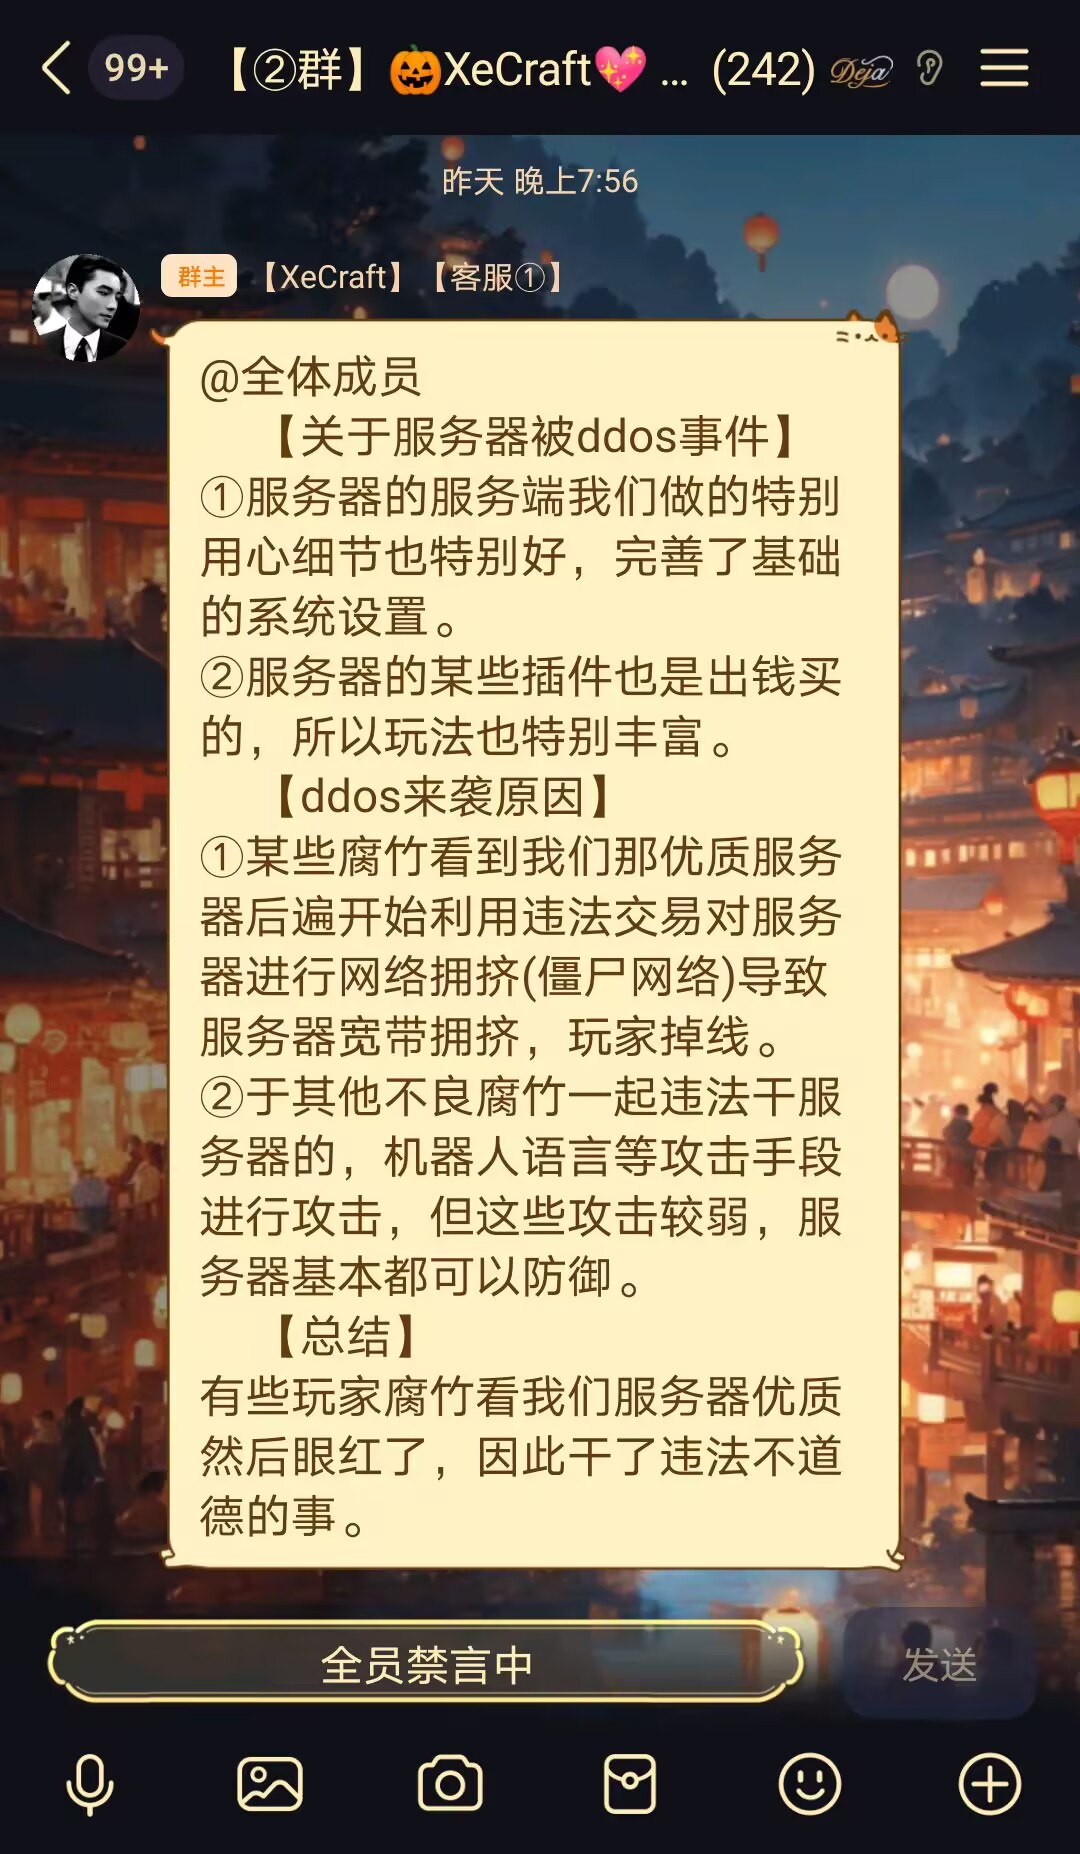 99+
【②群】🎃XeCraft💖 ... (242) Deja
昨天 晚上7:56
群主 【XeCraft】【客服①】
@全体成员
【关于服务器被ddos事件】
①服务器的服务端我们做的特别
用心细节也特别好，完善了基础
的系统设置。
②服务器的某些插件也是出钱买
的，所以玩法也特别丰富。
【ddos来袭原因】
①某些腐竹看到我们那优质服务
器后遍开始利用违法交易对服务
器进行网络拥挤(僵尸网络)导致
服务器宽带拥挤，玩家掉线。
②于其他不良腐竹一起违法干服
务器的，机器人语言等攻击手段
进行攻击，但这些攻击较弱，服
务器基本都可以防御。
【总结】
有些玩家腐竹看我们服务器优质
然后眼红了，因此干了违法不道
德的事。
全员禁言中
发送